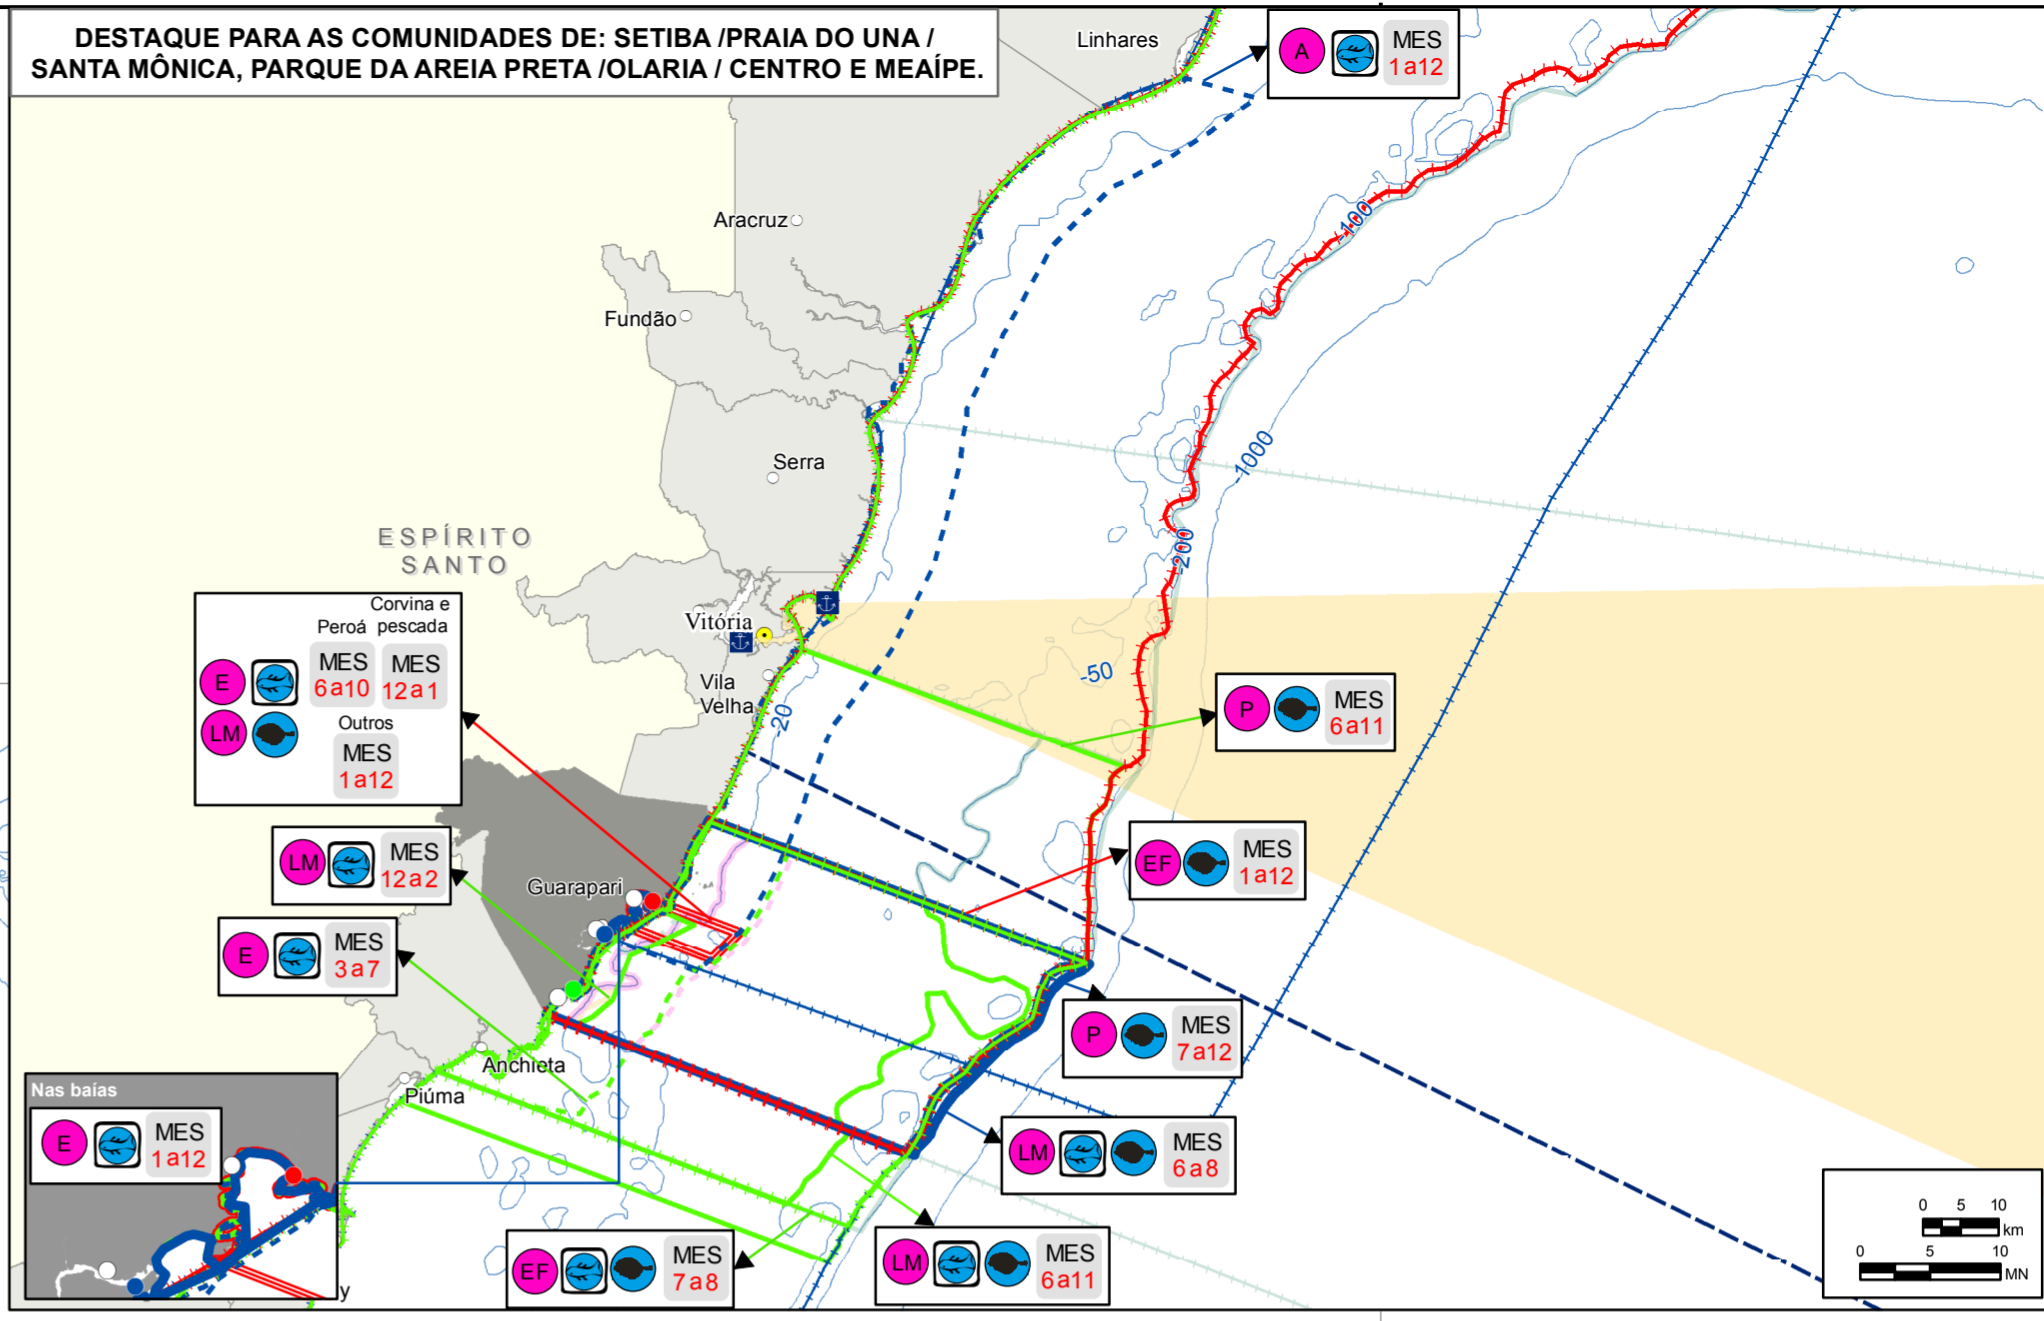 DESTAQUE PARA AS COMUNIDADES DE: SETIBA /PRAIA DO UNA /
SANTA MÔNICA, PARQUE DA AREIA PRETA /OLARIA / CENTRO E MEAÍPE.
Linhares
A
MES
1a12
Aracruz
-100
Fundão
-1000
Serra
ESPÍRITO
SANTO
-200
Vitória
Corvina e
Peroá
pescada
E
MES
6a10
MES
12a1
LM
Outros
MES
1a12
Vila
Velha
-20
-50
P
MES
6a11
LM
MES
12a2
EF
MES
1a12
Guarapari
E
MES
3a7
P
MES
7a12
Anchieta
Piúma
Nas baías
E
MES
1a12
LM
MES
6a8
EF
MES
7a8
LM
MES
6a11
y
0 5 10
km
0 5 10
MN